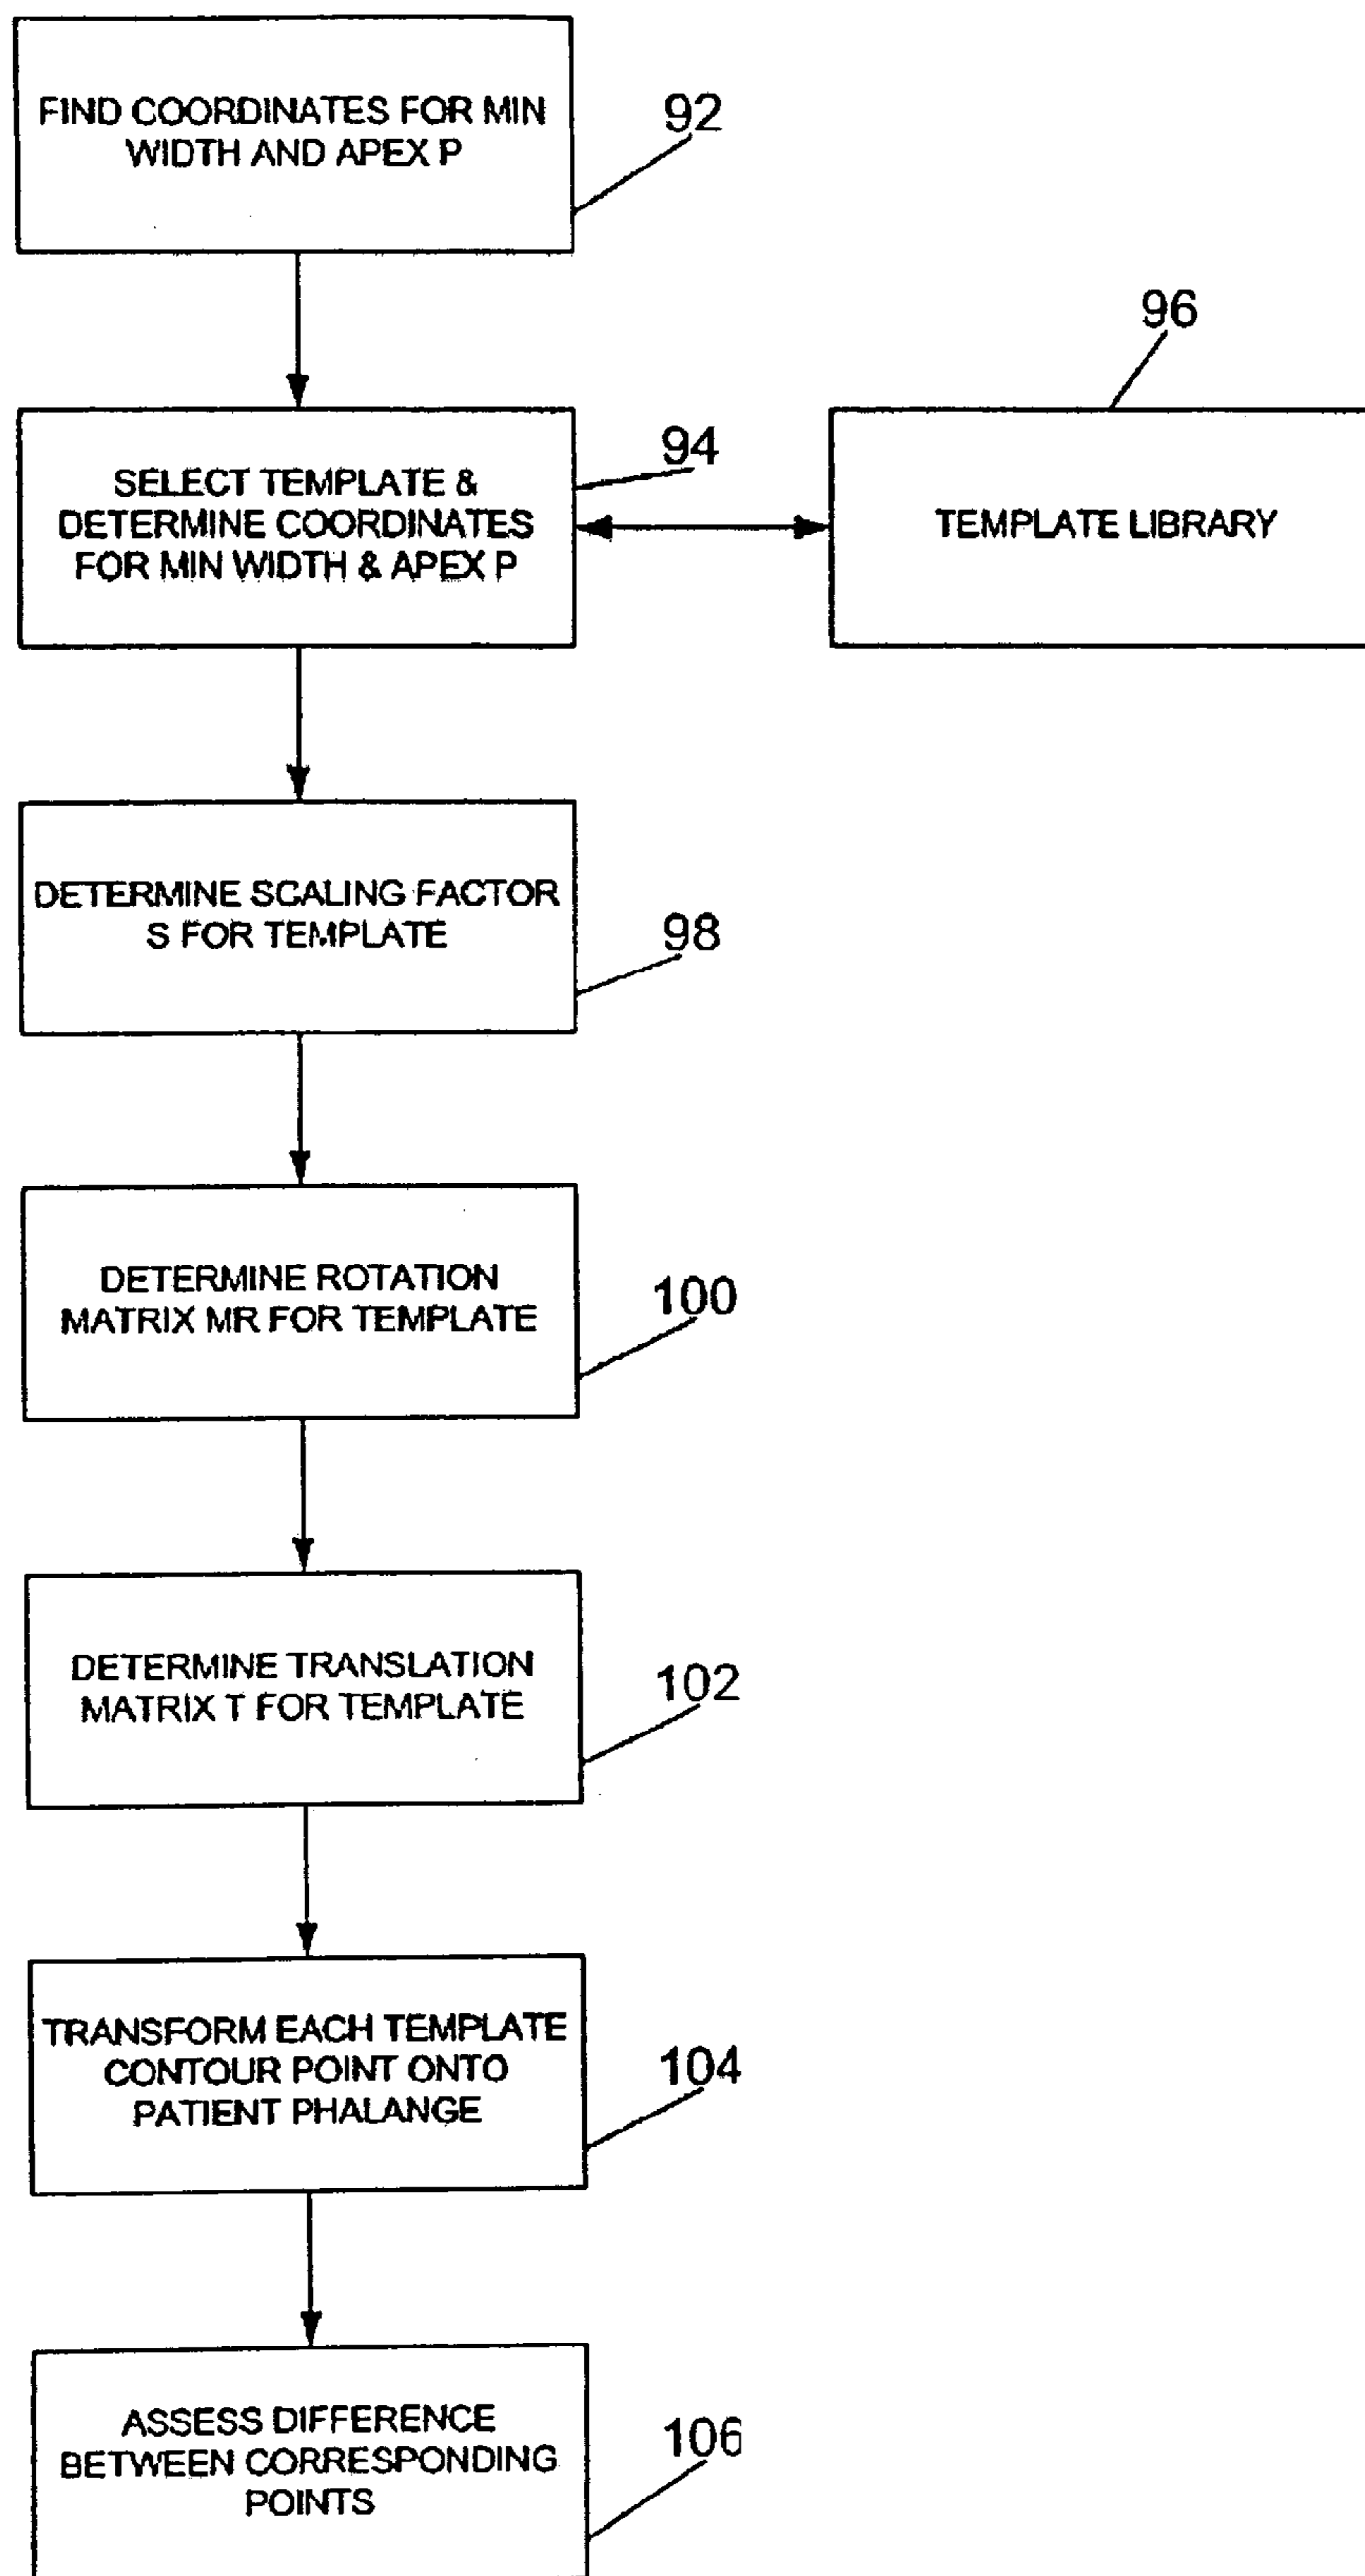 FIND COORDINATES FOR MIN
WIDTH AND APEX P
92
96
SELECT TEMPLATE &
DETERMINE COORDINATES
FOR MIN WIDTH & APEX P
94
TEMPLATE LIBRARY
DETERMINE SCALING FACTOR
S FOR TEMPLATE
98
DETERMINE ROTATION
MATRIX MR FOR TEMPLATE
100
DETERMINE TRANSLATION
MATRIX T FOR TEMPLATE
102
TRANSFORM EACH TEMPLATE
CONTOUR POINT ONTO
PATIENT PHALANGE
104
ASSESS DIFFERENCE
BETWEEN CORRESPONDING
POINTS
106